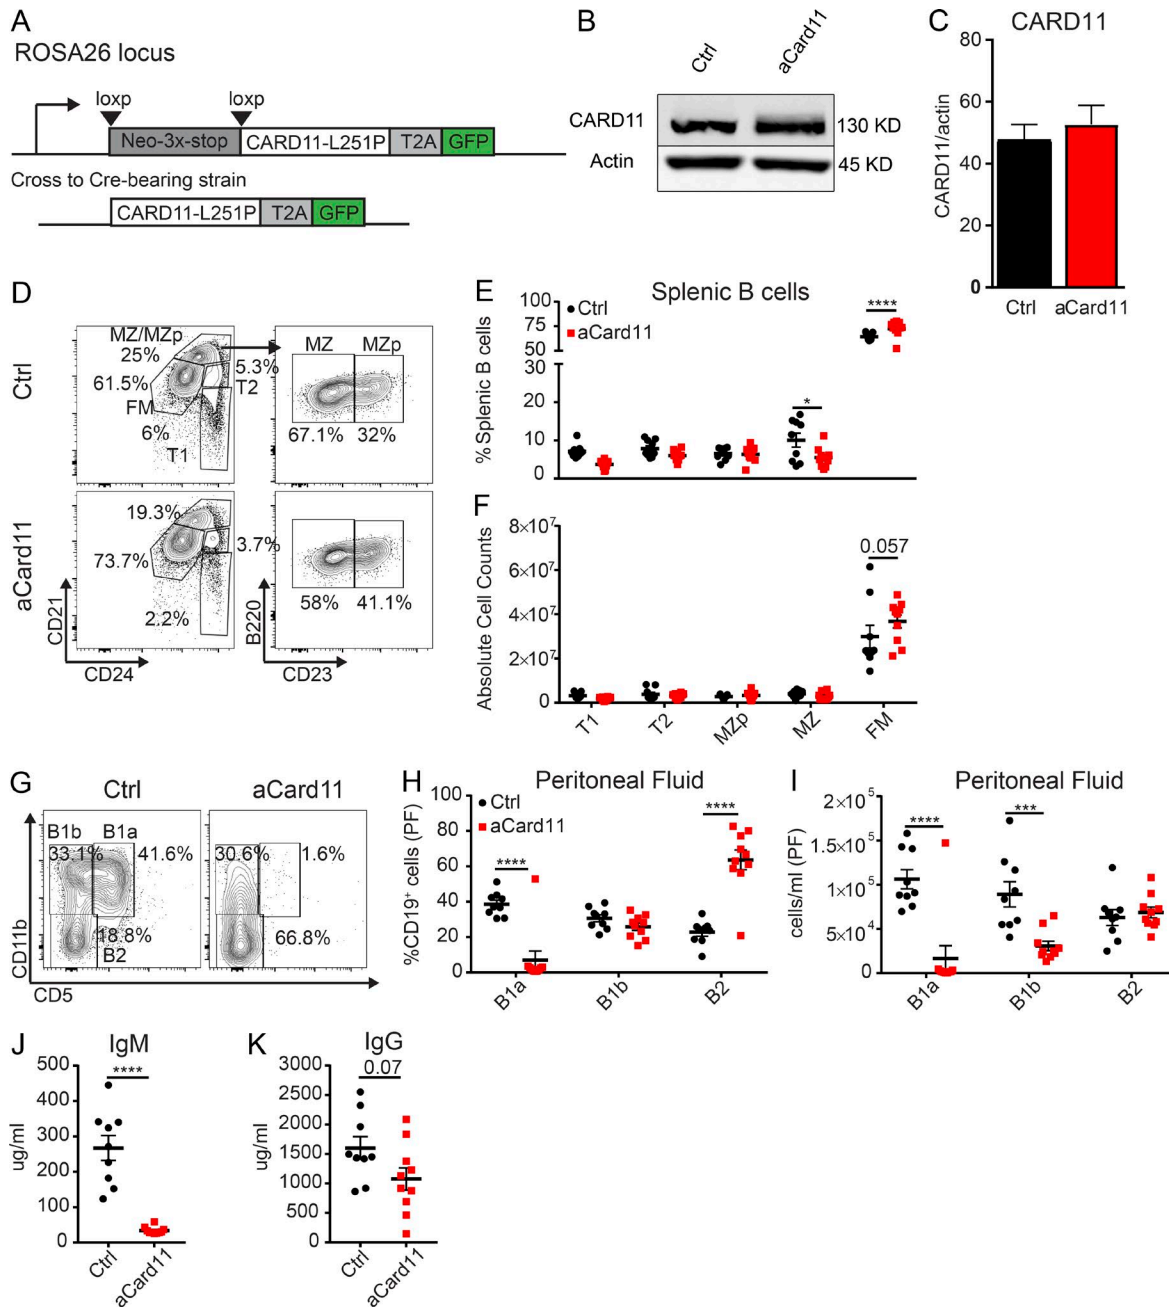 A
ROSA26 locus
loxp loxp
Neo-3x-stop CARD11-L251P T2A GFP
Cross to Cre-bearing strain
CARD11-L251P T2A GFP
B
Ctrl aCard11
CARD11 130 KD
Actin 45 KD
C
CARD11
CARD11/actin
80
60
40
20
0
Ctrl aCard11
D
Ctrl
MZ/MZp
25%
61.5%
5.3%
T2
FM
6%
T1
MZ MZp
67.1% 32%
aCard11
19.3%
73.7%
3.7%
2.2%
58% 41.1%
CD21
CD24
B220
CD23
E
Splenic B cells
Ctrl
aCard11
% Splenic B cells
100
75
50
30
20
10
0
*
****
F
Absolute Cell Counts
8×10⁷
6×10⁷
4×10⁷
2×10⁷
0
0.057
T1 T2 MZp MZ FM
G
Ctrl aCard11
B1b B1a
33.1% 41.6%
18.8%
B2
30.6% 1.6%
66.8%
CD11b
CD5
H
Peritoneal Fluid
Ctrl
aCard11
%CD19⁺ cells (PF)
100
80
60
40
20
0
**** ****
B1a B1b B2
I
Peritoneal Fluid
cells/ml (PF)
2×10⁵
1×10⁵
1×10⁵
5×10⁴
0
**** ***
B1a B1b B2
J
IgM
ug/ml
500
400
300
200
100
0
****
Ctrl aCard11
K
IgG
ug/ml
3000
2500
2000
1500
1000
500
0
0.07
Ctrl aCard11